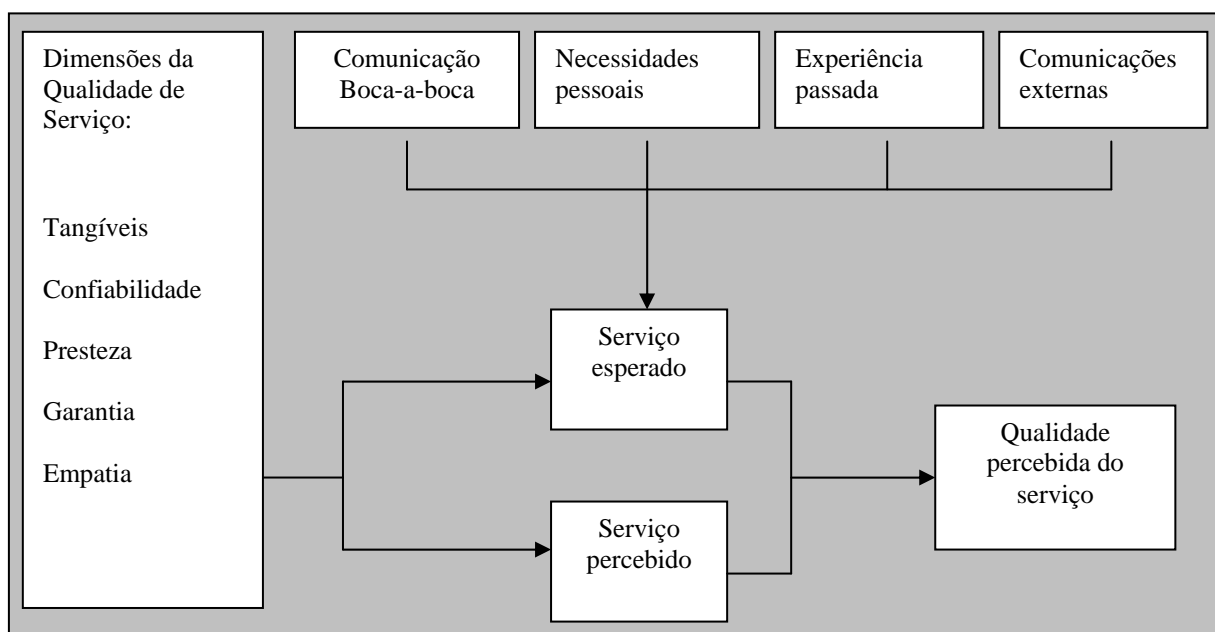 Dimensões da
Qualidade de
Serviço:
Tangíveis
Confiabilidade
Presteza
Garantia
Empatia
Comunicação
Boca-a-boca
Necessidades
pessoais
Experiência
passada
Comunicações
externas
Serviço
esperado
Serviço
percebido
Qualidade
percebida do
serviço